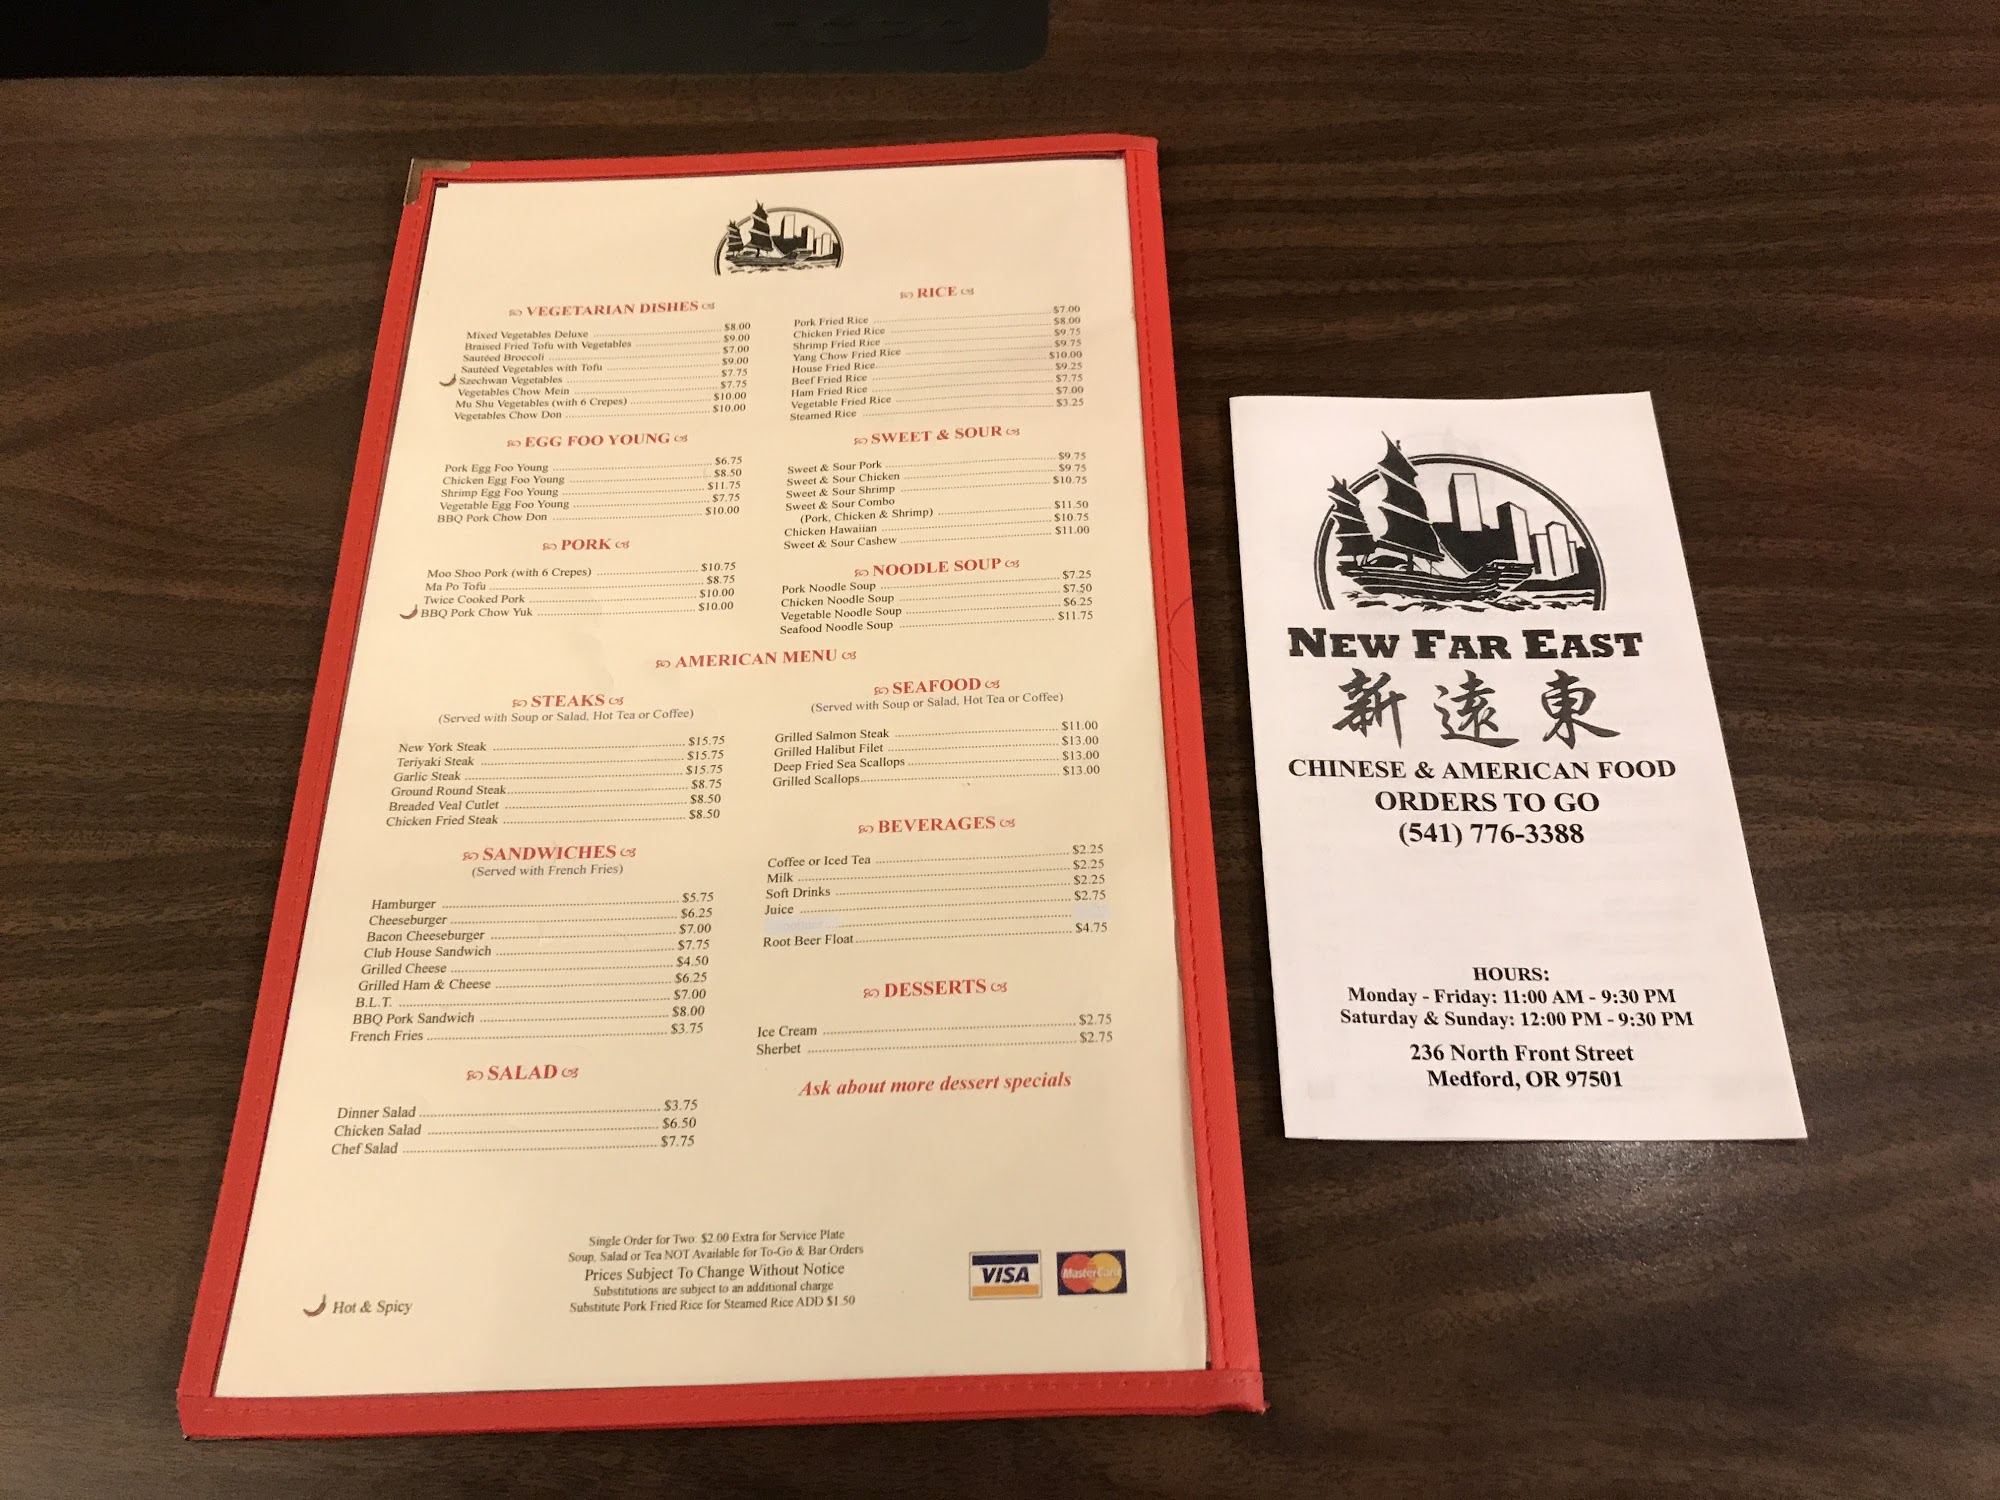 VEGETARIAN DISHES
Mixed Vegetables Deluxe $8.00
Braised Fried Tofu with Vegetables $9.00
Sautéed Broccoli $7.00
Sautéed Vegetables with Tofu $9.00
Szechwan Vegetables $7.75
Vegetables Chow Mein $7.75
Mu Shu Vegetables (with 6 Crepes) $10.00
Vegetables Chow Don $10.00
EGG FOO YOUNG
Pork Egg Foo Young $6.75
Chicken Egg Foo Young $8.50
Shrimp Egg Foo Young $11.75
Vegetable Egg Foo Young $7.75
BBQ Pork Chow Don $10.00
PORK
Moo Shoo Pork (with 6 Crepes) $10.75
Ma Po Tofu $8.75
Twice Cooked Pork $10.00
BBQ Pork Chow Yuk $10.00
RICE
Pork Fried Rice $7.00
Chicken Fried Rice $8.00
Shrimp Fried Rice $9.75
Yang Chow Fried Rice $9.75
House Fried Rice $10.00
Beef Fried Rice $9.25
Ham Fried Rice $7.75
Vegetable Fried Rice $7.00
Steamed Rice $3.25
SWEET & SOUR
Sweet & Sour Pork $9.75
Sweet & Sour Chicken $9.75
Sweet & Sour Shrimp $10.75
Sweet & Sour Combo
(Pork, Chicken & Shrimp) $11.50
Chicken Hawaiian $10.75
Sweet & Sour Cashew $11.00
NOODLE SOUP
Pork Noodle Soup $7.25
Chicken Noodle Soup $7.50
Vegetable Noodle Soup $6.25
Seafood Noodle Soup $11.75
AMERICAN MENU
STEAKS
(Served with Soup or Salad, Hot Tea or Coffee)
New York Steak $15.75
Teriyaki Steak $15.75
Garlic Steak $15.75
Ground Round Steak $8.75
Breaded Veal Cutlet $8.50
Chicken Fried Steak $8.50
SANDWICHES
(Served with French Fries)
Hamburger $5.75
Cheeseburger $6.25
Bacon Cheeseburger $7.00
Club House Sandwich $7.75
Grilled Cheese $4.50
Grilled Ham & Cheese $6.25
B.L.T. $7.00
BBQ Pork Sandwich $8.00
French Fries $3.75
SALAD
Dinner Salad $3.75
Chicken Salad $6.50
Chef Salad $7.75
SEAFOOD
(Served with Soup or Salad, Hot Tea or Coffee)
Grilled Salmon Steak $11.00
Grilled Halibut Filet $13.00
Deep Fried Sea Scallops $13.00
Grilled Scallops $13.00
BEVERAGES
Coffee or Iced Tea $2.25
Milk $2.25
Soft Drinks $2.25
Juice $2.75
Root Beer Float $4.75
DESSERTS
Ice Cream $2.75
Sherbet $2.75
Ask about more dessert specials
Single Order for Two: $2.00 Extra for Service Plate
Soup, Salad or Tea NOT Available for To-Go & Bar Orders
Prices Subject To Change Without Notice
Substitutions are subject to an additional charge
Substitute Pork Fried Rice for Steamed Rice ADD $1.50
Hot & Spicy
VISA
MasterCard
NEW FAR EAST
新遠東
CHINESE & AMERICAN FOOD
ORDERS TO GO
(541) 776-3388
HOURS:
Monday - Friday: 11:00 AM - 9:30 PM
Saturday & Sunday: 12:00 PM - 9:30 PM
236 North Front Street
Medford, OR 97501